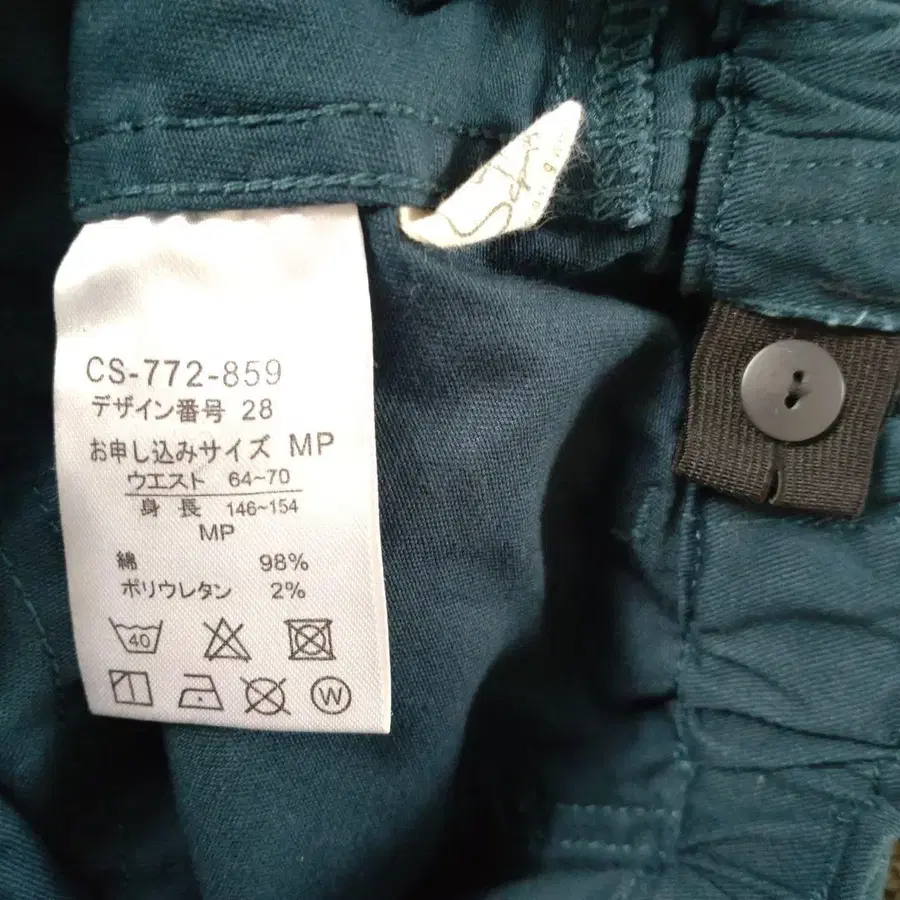 CS-772-859
デザイン番号 28
お申し込みサイズ MP
ウエスト 64~70
身長 146~154
MP
綿 98%
ポリウレタン 2%
40
W